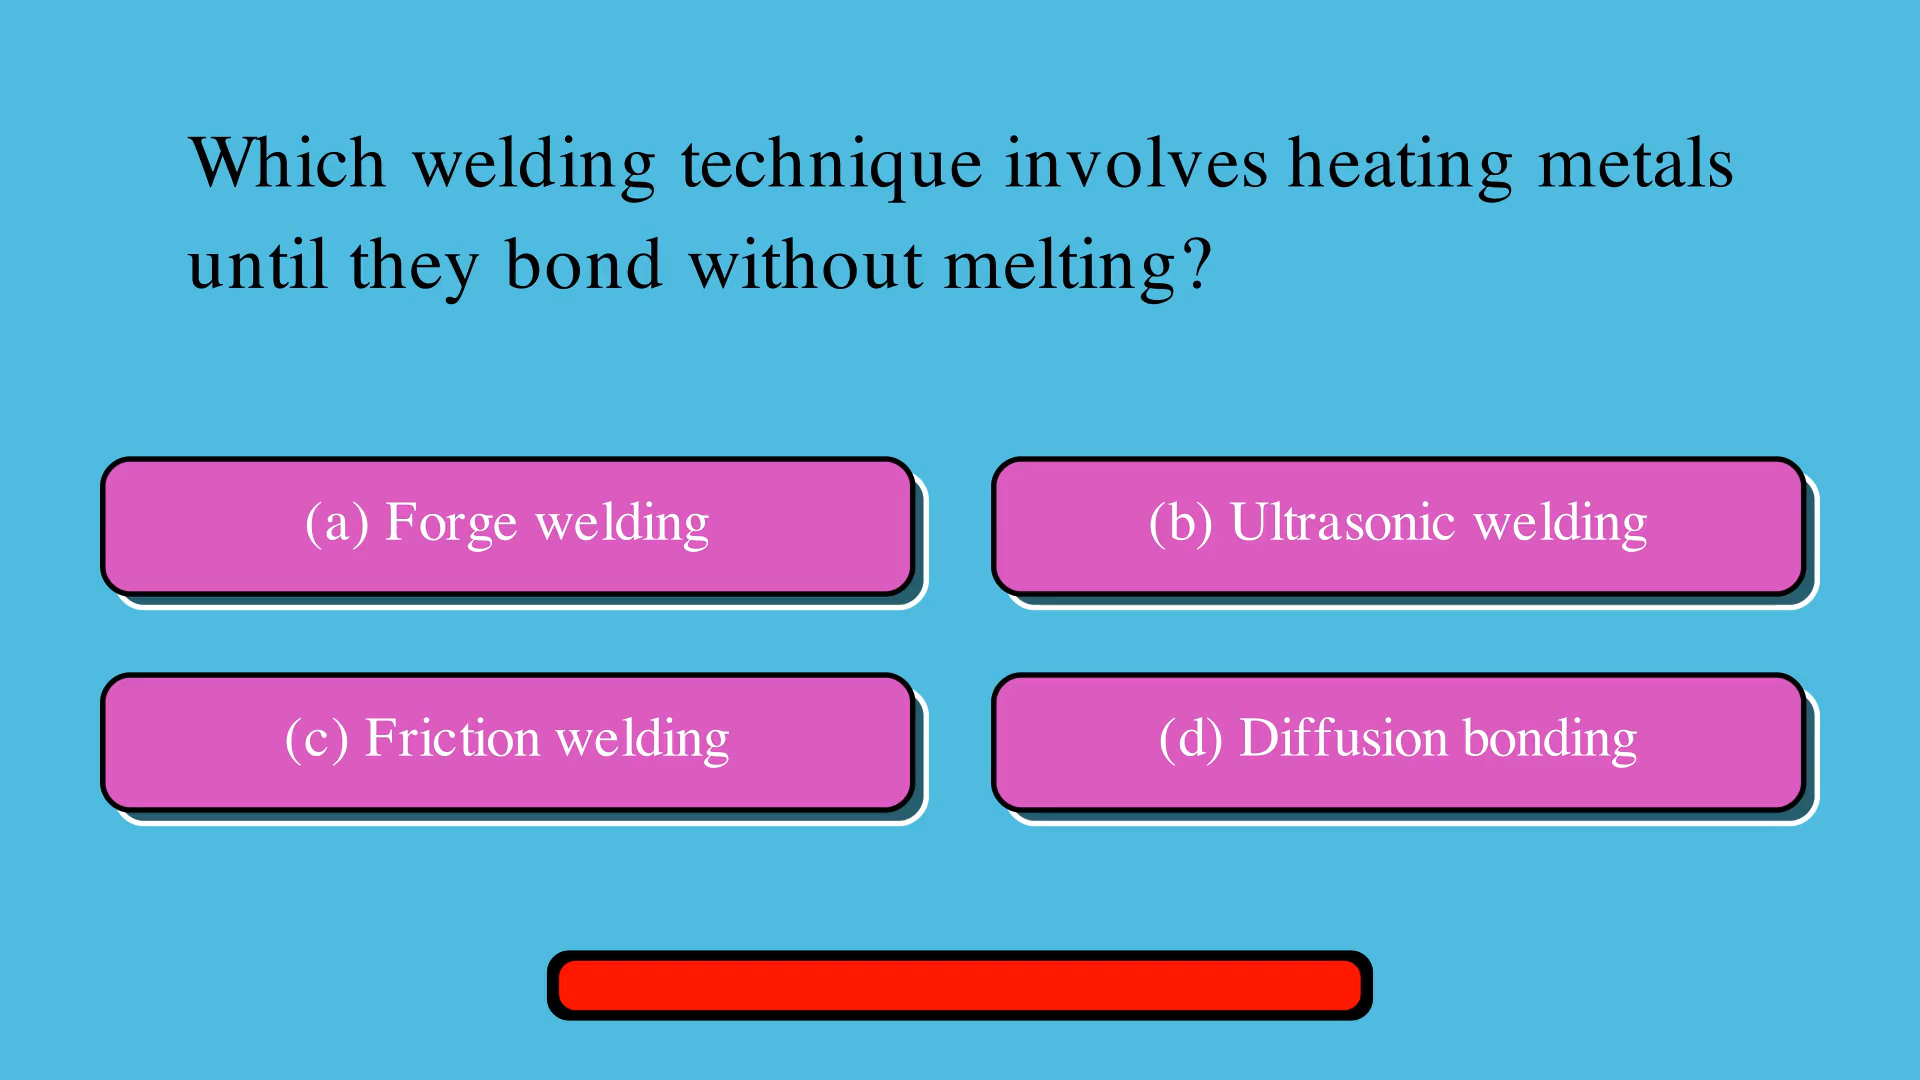 Which welding technique involves heating metals
until they bond without melting?
(a) Forge welding
(b) Ultrasonic welding
(c) Friction welding
(d) Diffusion bonding